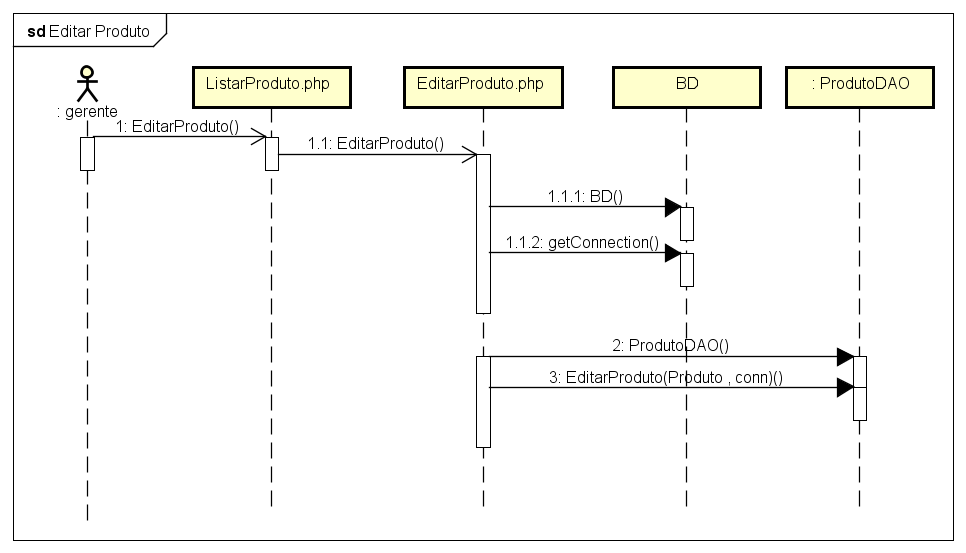 sd Editar Produto
: gerente
ListarProduto.php
EditarProduto.php
BD
: ProdutoDAO
1: EditarProduto()
1.1: EditarProduto()
1.1.1: BD()
1.1.2: getConnection()
2: ProdutoDAO()
3: EditarProduto(Produto , conn)()